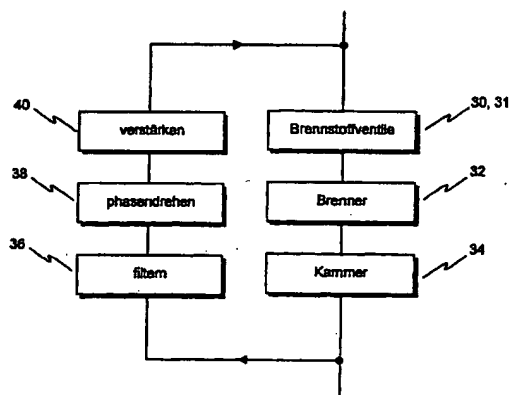 40
verstärken
Brennstoffventile
30, 31
38
phasendrehen
Brenner
32
36
filtern
Kammer
34